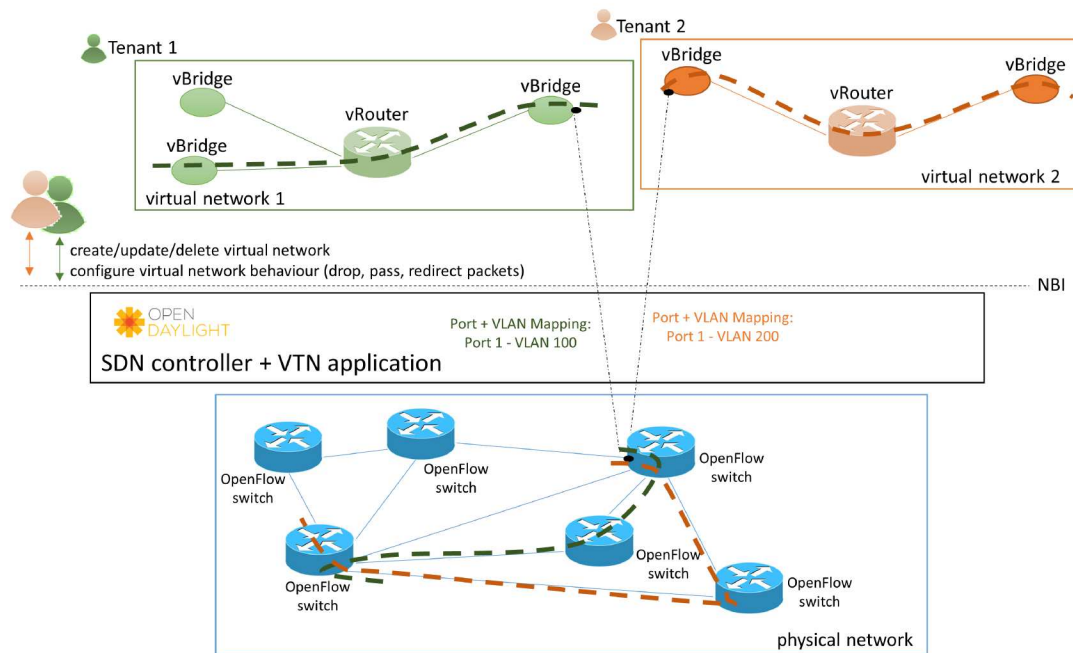 Tenant 1
Tenant 2
vBridge
vBridge
vRouter
vBridge
virtual network 1
vBridge
vBridge
vRouter
virtual network 2
create/update/delete virtual network
configure virtual network behaviour (drop, pass, redirect packets)
NBI
OPEN
DAYLIGHT
SDN controller + VTN application
Port + VLAN Mapping:
Port 1 - VLAN 100
Port + VLAN Mapping:
Port 1 - VLAN 200
OpenFlow
switch
OpenFlow
switch
OpenFlow
switch
OpenFlow
switch
OpenFlow
switch
OpenFlow
switch
physical network